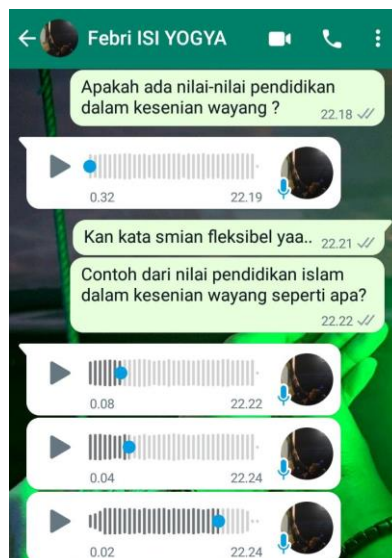 Febri ISI YOGYA
Apakah ada nilai-nilai pendidikan
dalam kesenian wayang ?
22.18
0.32
22.19
Kan kata smian fleksibel yaa..
22.21
Contoh dari nilai pendidikan islam
dalam kesenian wayang seperti apa?
22.22
0.08
22.22
0.04
22.24
0.02
22.24